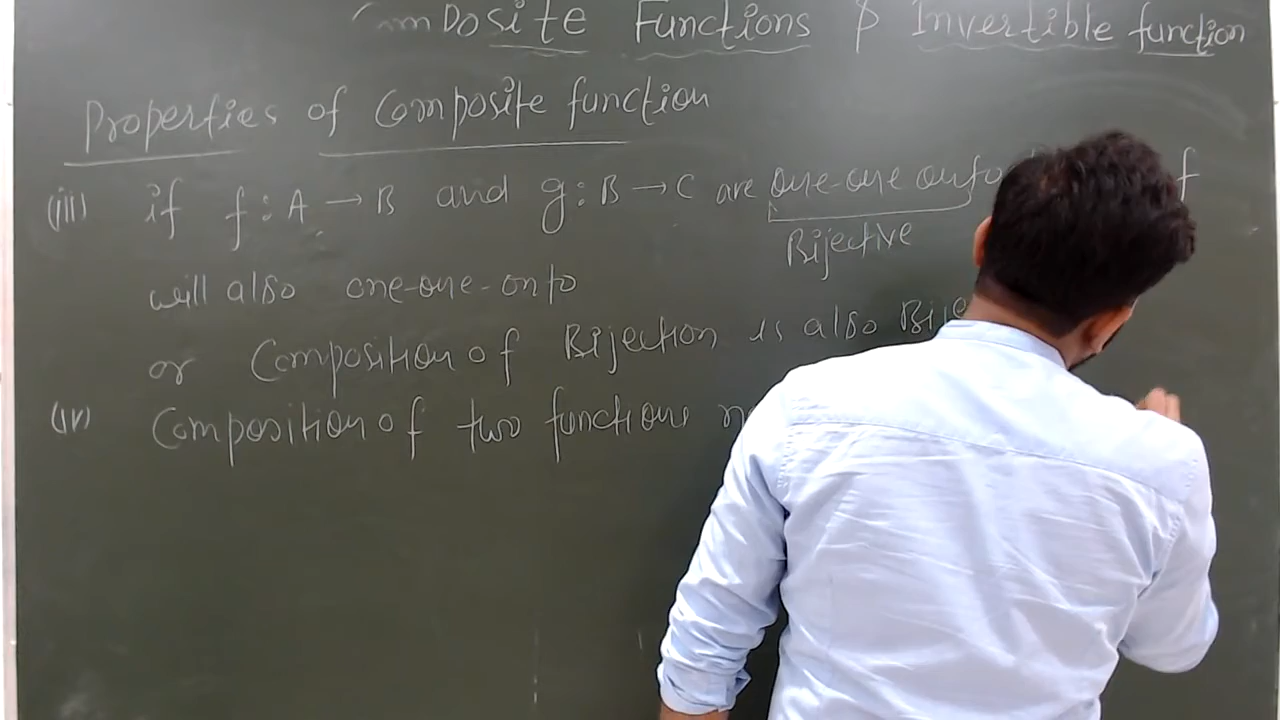 Composite Functions & Invertible function
Properties of Composite function
(iii) if f : A → B and g : B → C are one-one onto f
Bijective
will also one-one-onto
or Composition of Bijection is also Bije
(iv) Composition of two functions